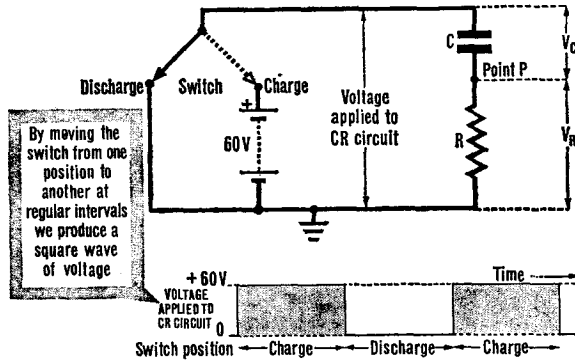 C
V_C
Point P
Discharge
Switch
Charge
Voltage
applied to
CR circuit
+
60V
R
V_R
By moving the
switch from one
position to
another at
regular intervals
we produce a
square wave
of voltage
+60V
Time
VOLTAGE
APPLIED TO
CR CIRCUIT
0
Switch position
Charge
Discharge
Charge